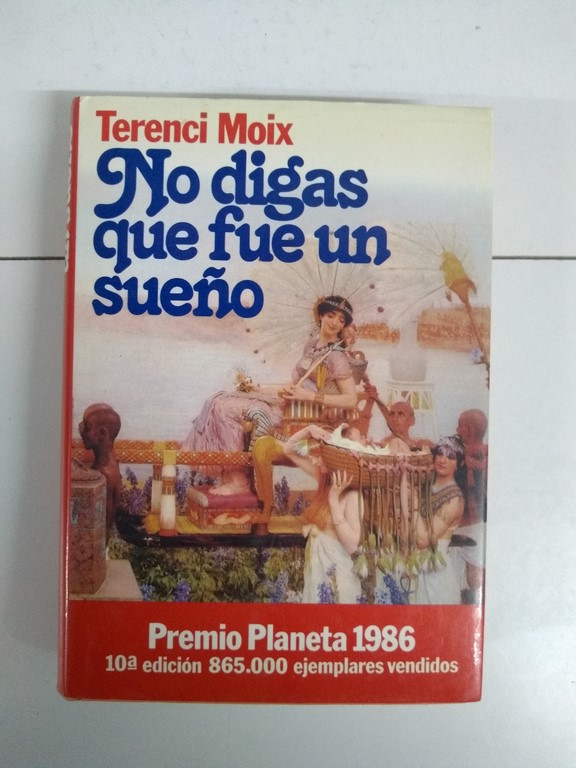 Terenci Moix
No digas
que fue un
sueño
Premio Planeta 1986
10ª edición 865.000 ejemplares vendidos